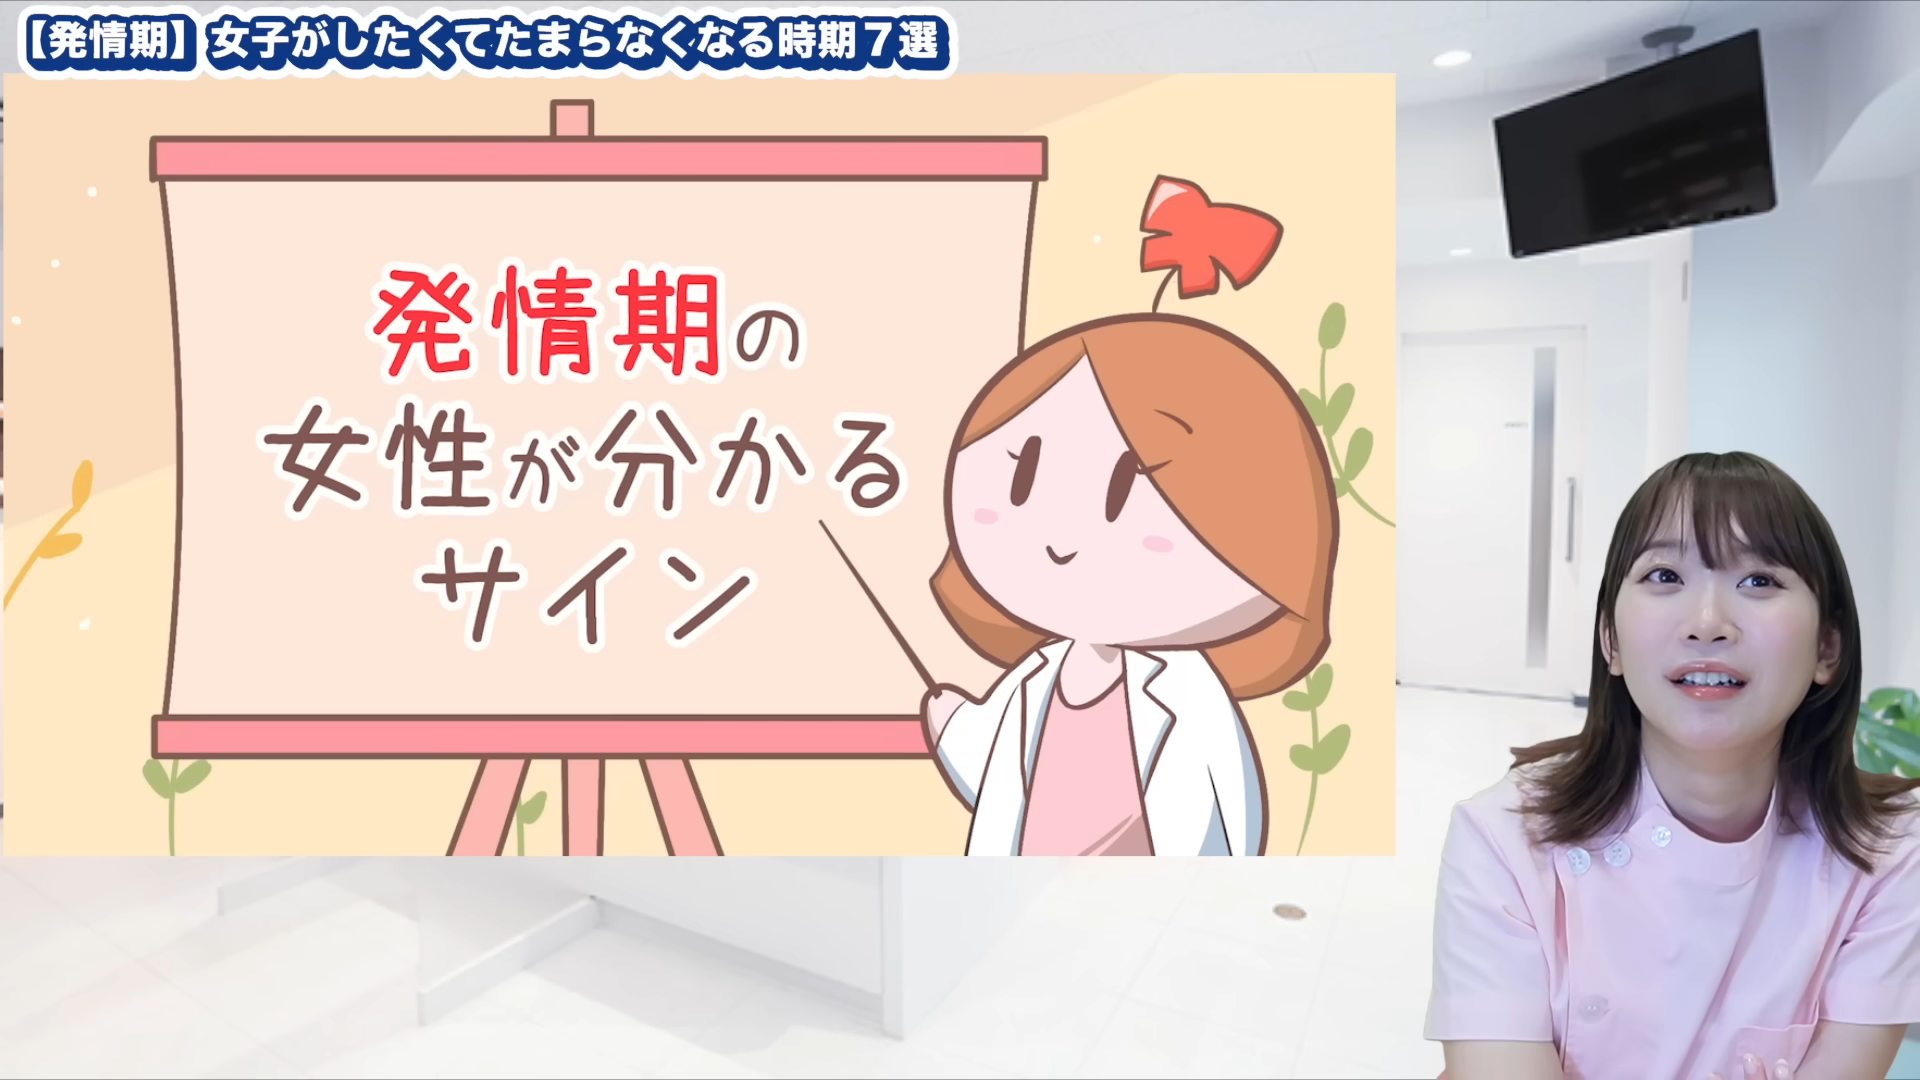 【発情期】女子がしたくてたまらなくなる時期7選
発情期の
女性が分かる
サイン